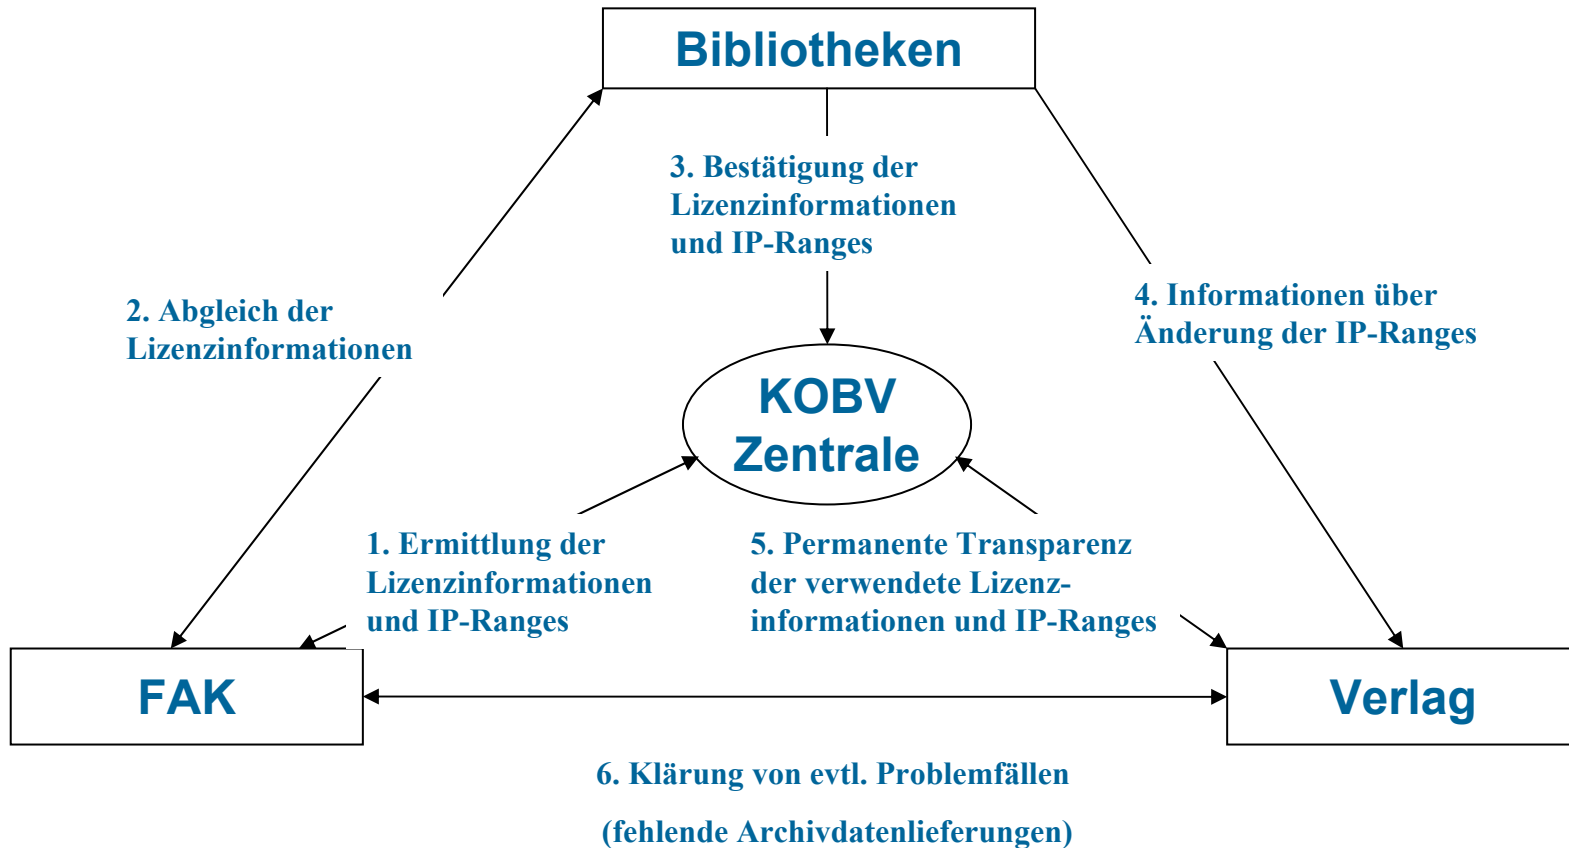 Bibliotheken
3. Bestätigung der
Lizenzinformationen
und IP-Ranges
2. Abgleich der
Lizenzinformationen
4. Informationen über
Änderung der IP-Ranges
KOBV
Zentrale
1. Ermittlung der
Lizenzinformationen
und IP-Ranges
5. Permanente Transparenz
der verwendete Lizenz-
informationen und IP-Ranges
FAK
Verlag
6. Klärung von evtl. Problemfällen
(fehlende Archivdatenlieferungen)